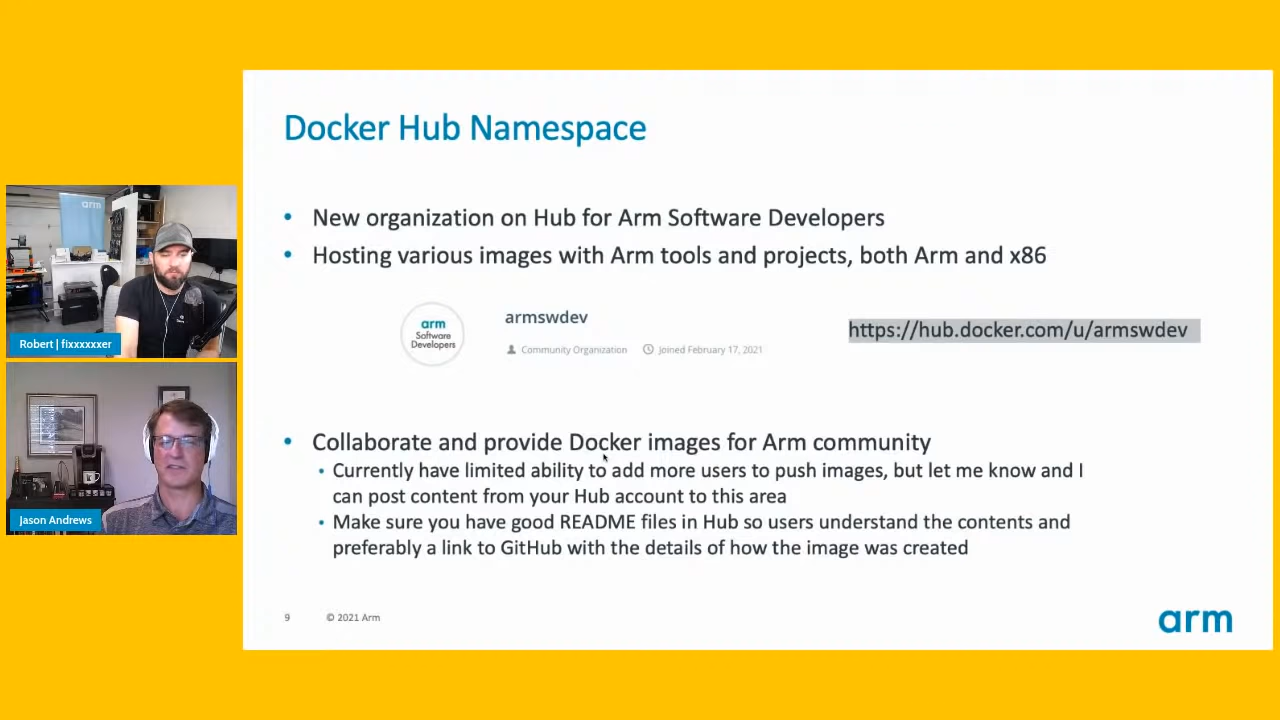 Docker Hub Namespace
• New organization on Hub for Arm Software Developers
• Hosting various images with Arm tools and projects, both Arm and x86
arm
Software
Developers
armswdev
Community Organization
Joined February 17, 2021
https://hub.docker.com/u/armswdev
• Collaborate and provide Docker images for Arm community
• Currently have limited ability to add more users to push images, but let me know and I
can post content from your Hub account to this area
• Make sure you have good README files in Hub so users understand the contents and
preferably a link to GitHub with the details of how the image was created
9
© 2021 Arm
arm
arm
Robert | fixxxxxxer
Jason Andrews